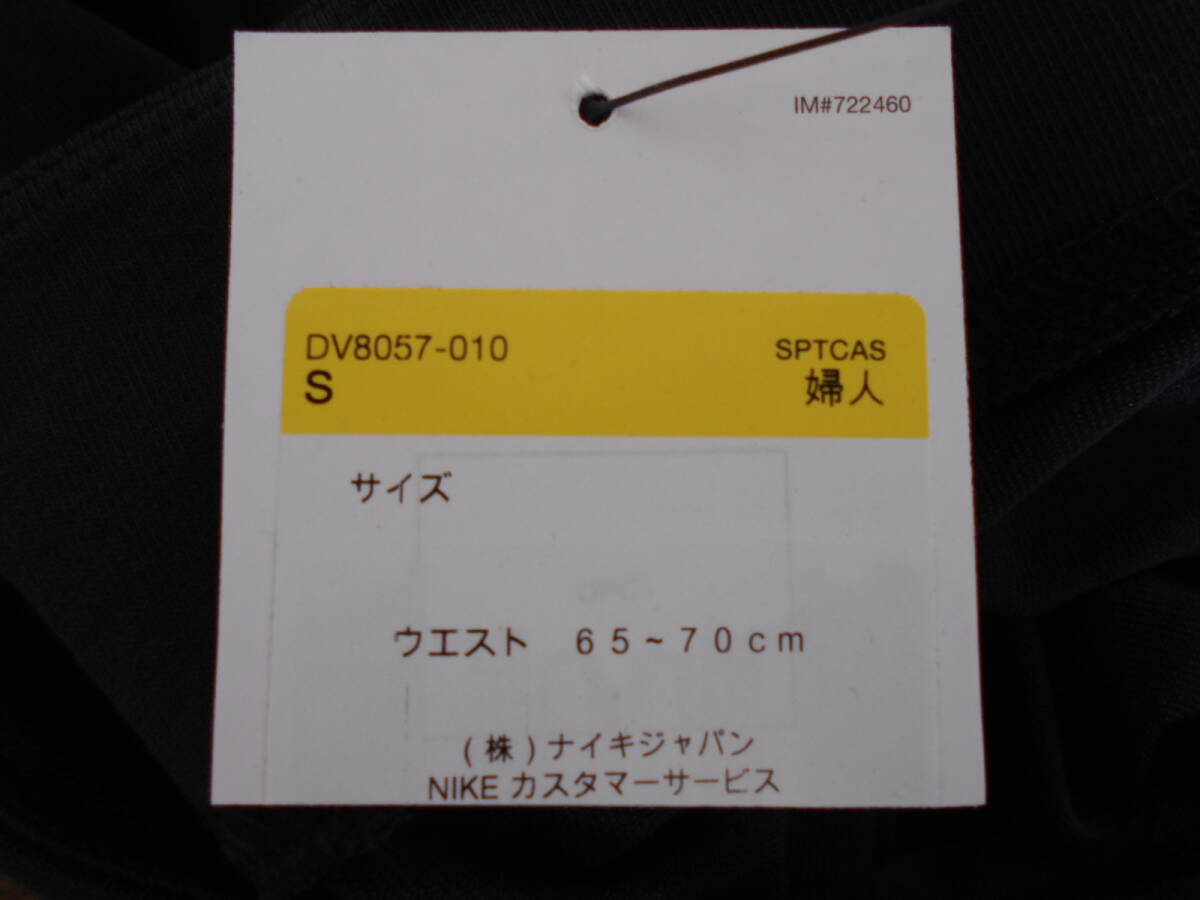 IM#722460
DV8057-010 SPTCAS
S 婦人
サイズ
ウエスト 65~70cm
(株)ナイキジャパン
NIKE カスタマーサービス